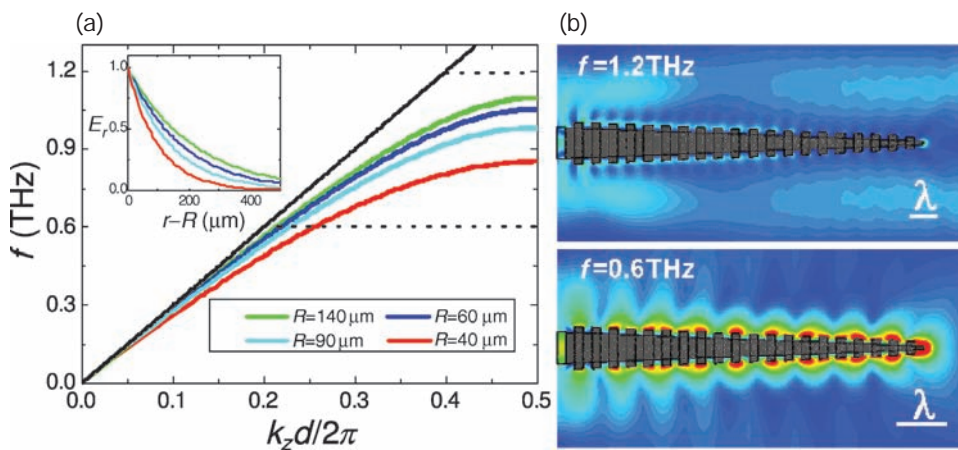 (a)
1.2
0.9
0.6
0.3
0.0
f (THz)
1.0
0.5
0.0
E_r
0 200 400
r–R (μm)
R=140 μm R=60 μm
R=90 μm R=40 μm
0.0 0.1 0.2 0.3 0.4 0.5
k_z d/2π
(b)
f=1.2THz
λ
f=0.6THz
λ